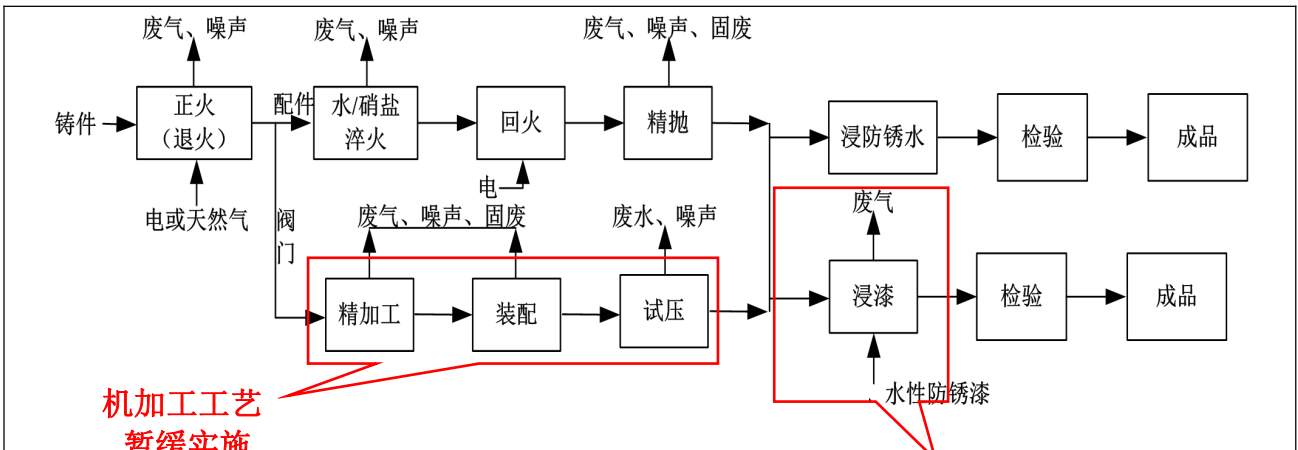 废气、噪声
废气、噪声
废气、噪声、固废
铸件
正火
（退火）
配件
水/硝盐
淬火
回火
精抛
浸防锈水
检验
成品
电
电或天然气
阀
门
废气、噪声、固废
废水、噪声
废气
精加工
装配
试压
浸漆
检验
成品
水性防锈漆
机加工工艺
暂缓实施